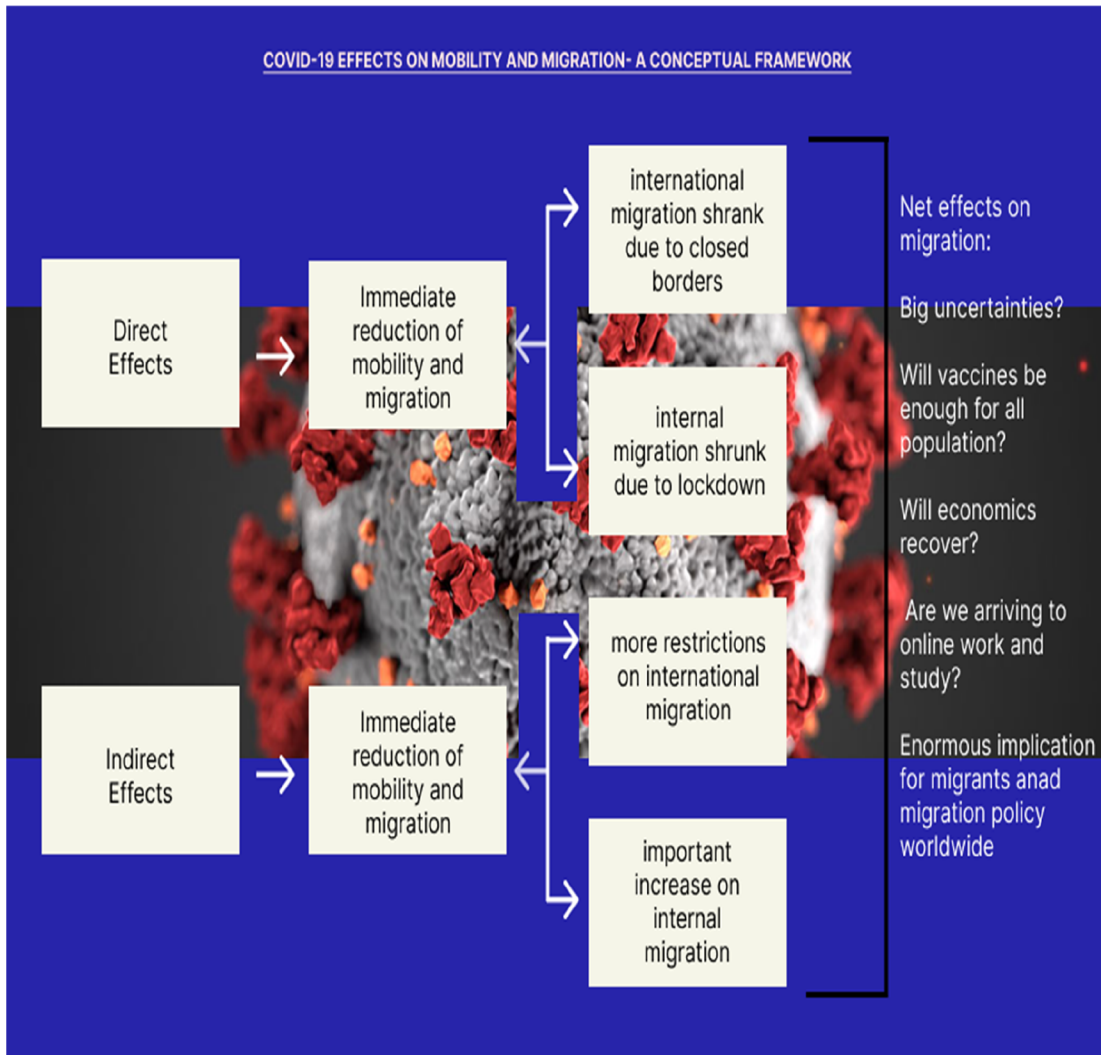 COVID-19 EFFECTS ON MOBILITY AND MIGRATION- A CONCEPTUAL FRAMEWORK
Direct
Effects
Immediate
reduction of
mobility and
migration
international
migration shrank
due to closed
borders
internal
migration shrunk
due to lockdown
Indirect
Effects
Immediate
reduction of
mobility and
migration
more restrictions
on international
migration
important
increase on
internal
migration
Net effects on
migration:
Big uncertainties?
Will vaccines be
enough for all
population?
Will economics
recover?
Are we arriving to
online work and
study?
Enormous implication
for migrants anad
migration policy
worldwide